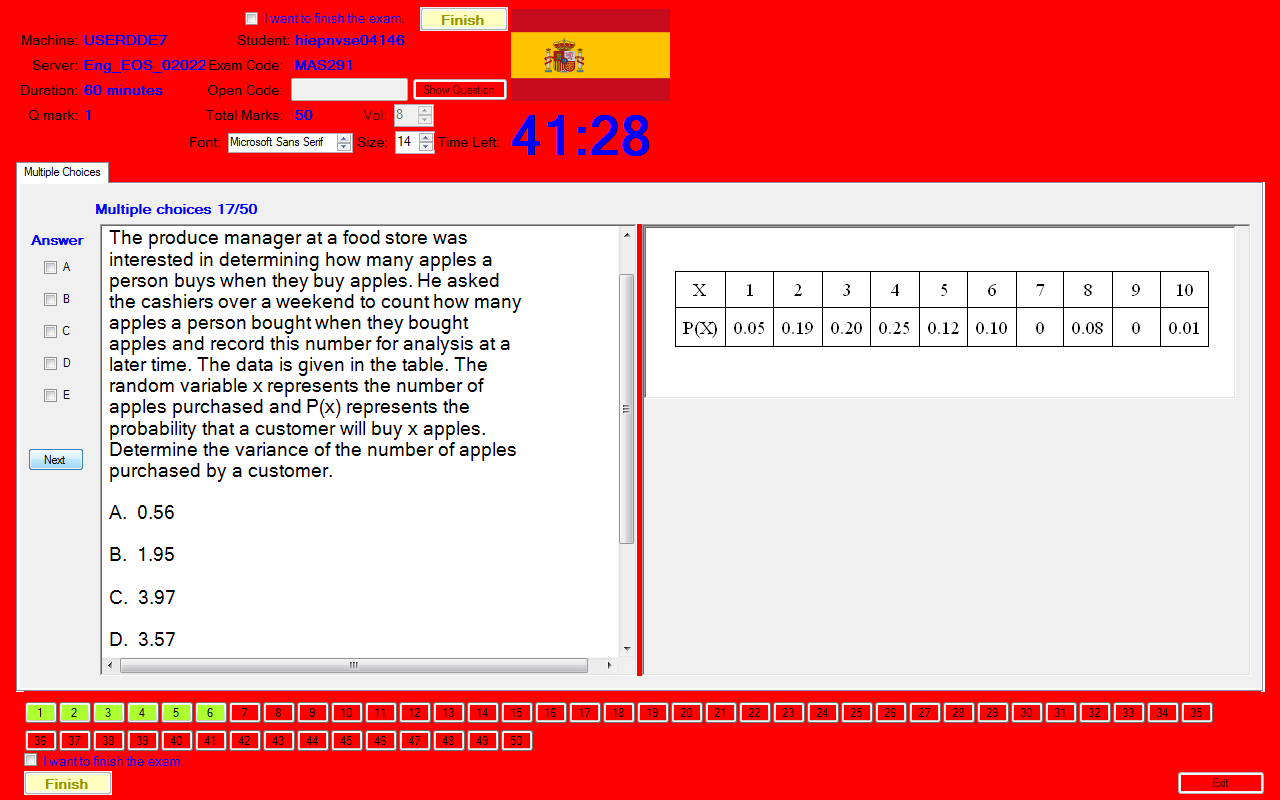 I want to finish the exam.
Finish
Machine: USERDDE7
Student: hiepnvse04146
Server: Eng_EOS_02022
Exam Code: MAS291
Duration: 60 minutes
Open Code:
Show Question
Q mark: 1
Total Marks: 50
Vol: 8
Font: Microsoft Sans Serif
Size: 14
Time Left: 41:28
Multiple Choices
Multiple choices 17/50
Answer
A
B
C
D
E
Next
The produce manager at a food store was
interested in determining how many apples a
person buys when they buy apples. He asked
the cashiers over a weekend to count how many
apples a person bought when they bought
apples and record this number for analysis at a
later time. The data is given in the table. The
random variable x represents the number of
apples purchased and P(x) represents the
probability that a customer will buy x apples.
Determine the variance of the number of apples
purchased by a customer.
A. 0.56
B. 1.95
C. 3.97
D. 3.57
X 1 2 3 4 5 6 7 8 9 10
P(X) 0.05 0.19 0.20 0.25 0.12 0.10 0 0.08 0 0.01
1 2 3 4 5 6 7 8 9 10 11 12 13 14 15 16 17 18 19 20 21 22 23 24 25 26 27 28 29 30 31 32 33 34 35
36 37 38 39 40 41 42 43 44 45 46 47 48 49 50
I want to finish the exam.
Finish
Exit